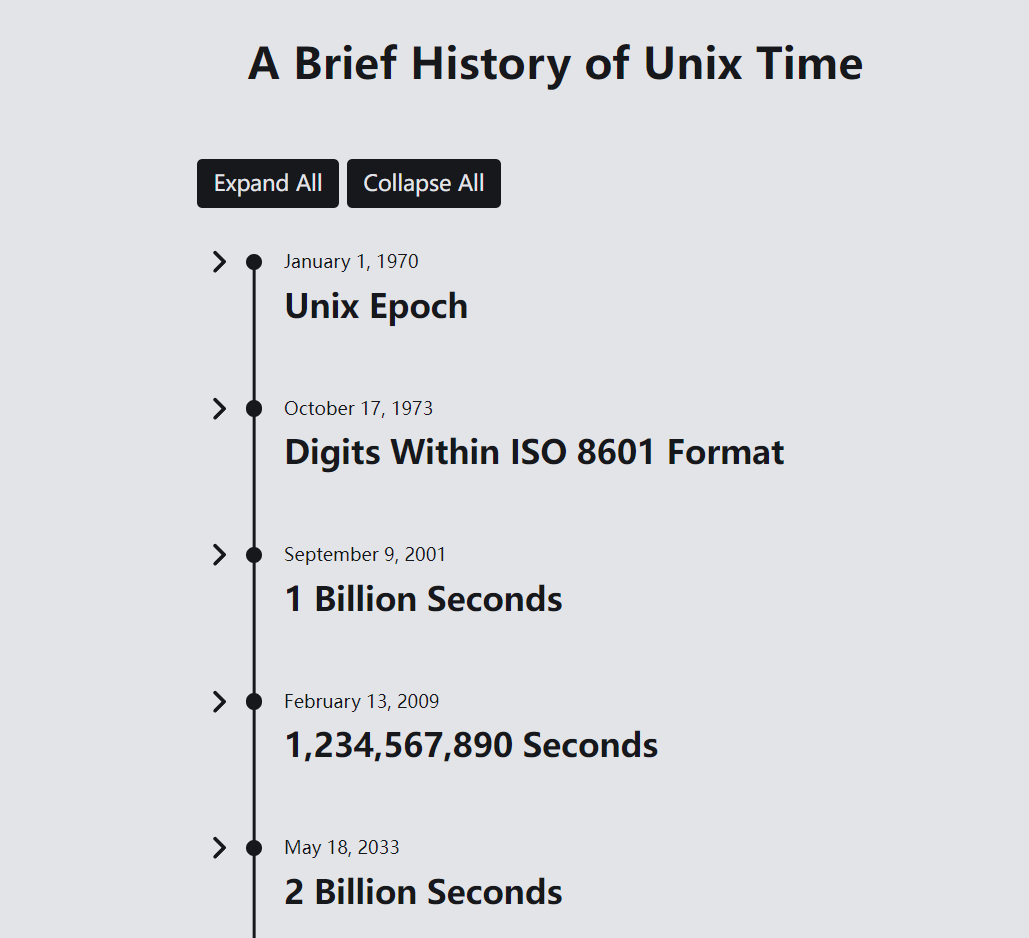 A Brief History of Unix Time
Expand All Collapse All
January 1, 1970
Unix Epoch
October 17, 1973
Digits Within ISO 8601 Format
September 9, 2001
1 Billion Seconds
February 13, 2009
1,234,567,890 Seconds
May 18, 2033
2 Billion Seconds